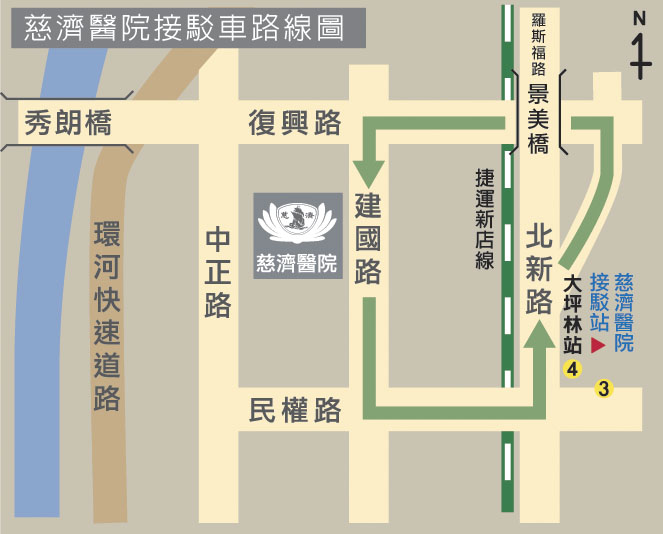 慈濟醫院接駁車路線圖
N
羅斯福路
景美橋
秀朗橋
復興路
捷運新店線
建國路
慈濟
慈濟醫院
環河快速道路
中正路
北新路
大坪林站
4
慈濟醫院
接駁站
3
民權路